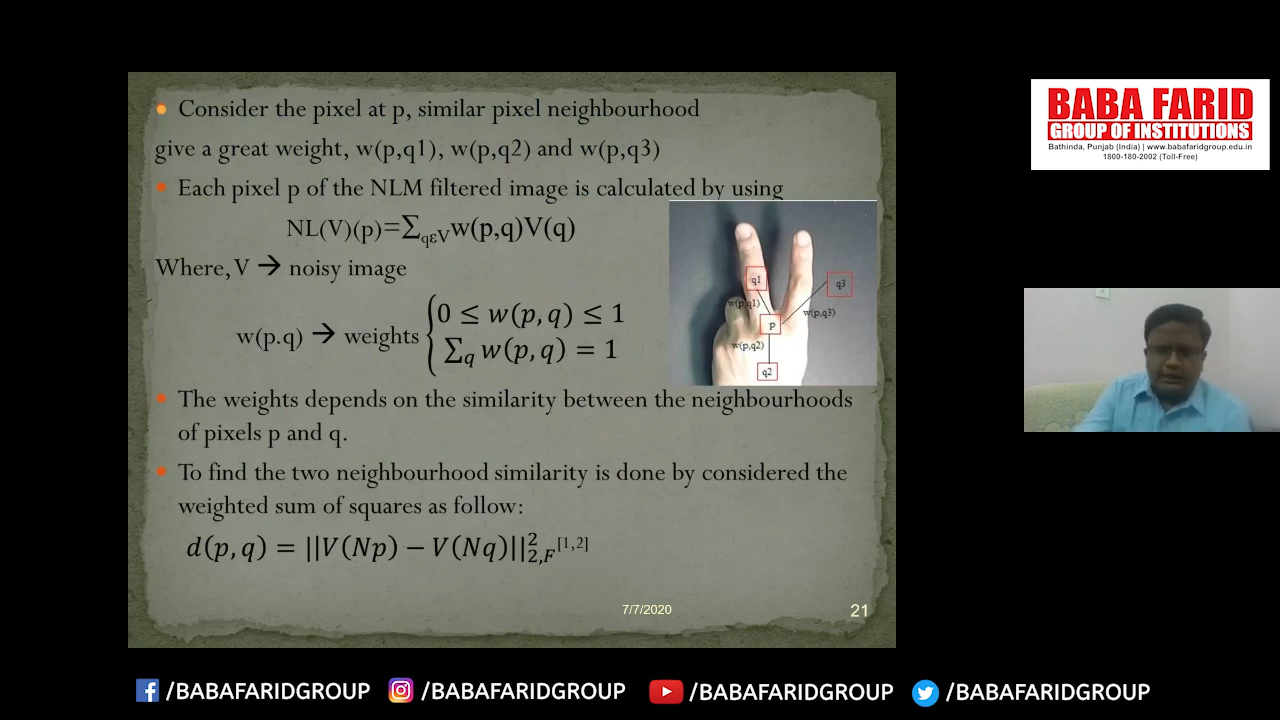 Consider the pixel at p, similar pixel neighbourhood
give a great weight, w(p,q1), w(p,q2) and w(p,q3)
Each pixel p of the NLM filtered image is calculated by using
NL(V)(p)=∑qεVw(p,q)V(q)
Where,V → noisy image
w(p.q) → weights { 0 ≤ w(p, q) ≤ 1
∑q w(p, q) = 1
q1
q3
w(p,q1)
w(p,q3)
p
w(p,q2)
q2
The weights depends on the similarity between the neighbourhoods
of pixels p and q.
To find the two neighbourhood similarity is done by considered the
weighted sum of squares as follow:
d(p, q) = ||V(Np) − V(Nq)||²₂,F [1,2]
7/7/2020
21
BABA FARID
GROUP OF INSTITUTIONS
Bathinda, Punjab (India) | www.babafaridgroup.edu.in
1800-180-2002 (Toll-Free)
/BABAFARIDGROUP
/BABAFARIDGROUP
/BABAFARIDGROUP
/BABAFARIDGROUP